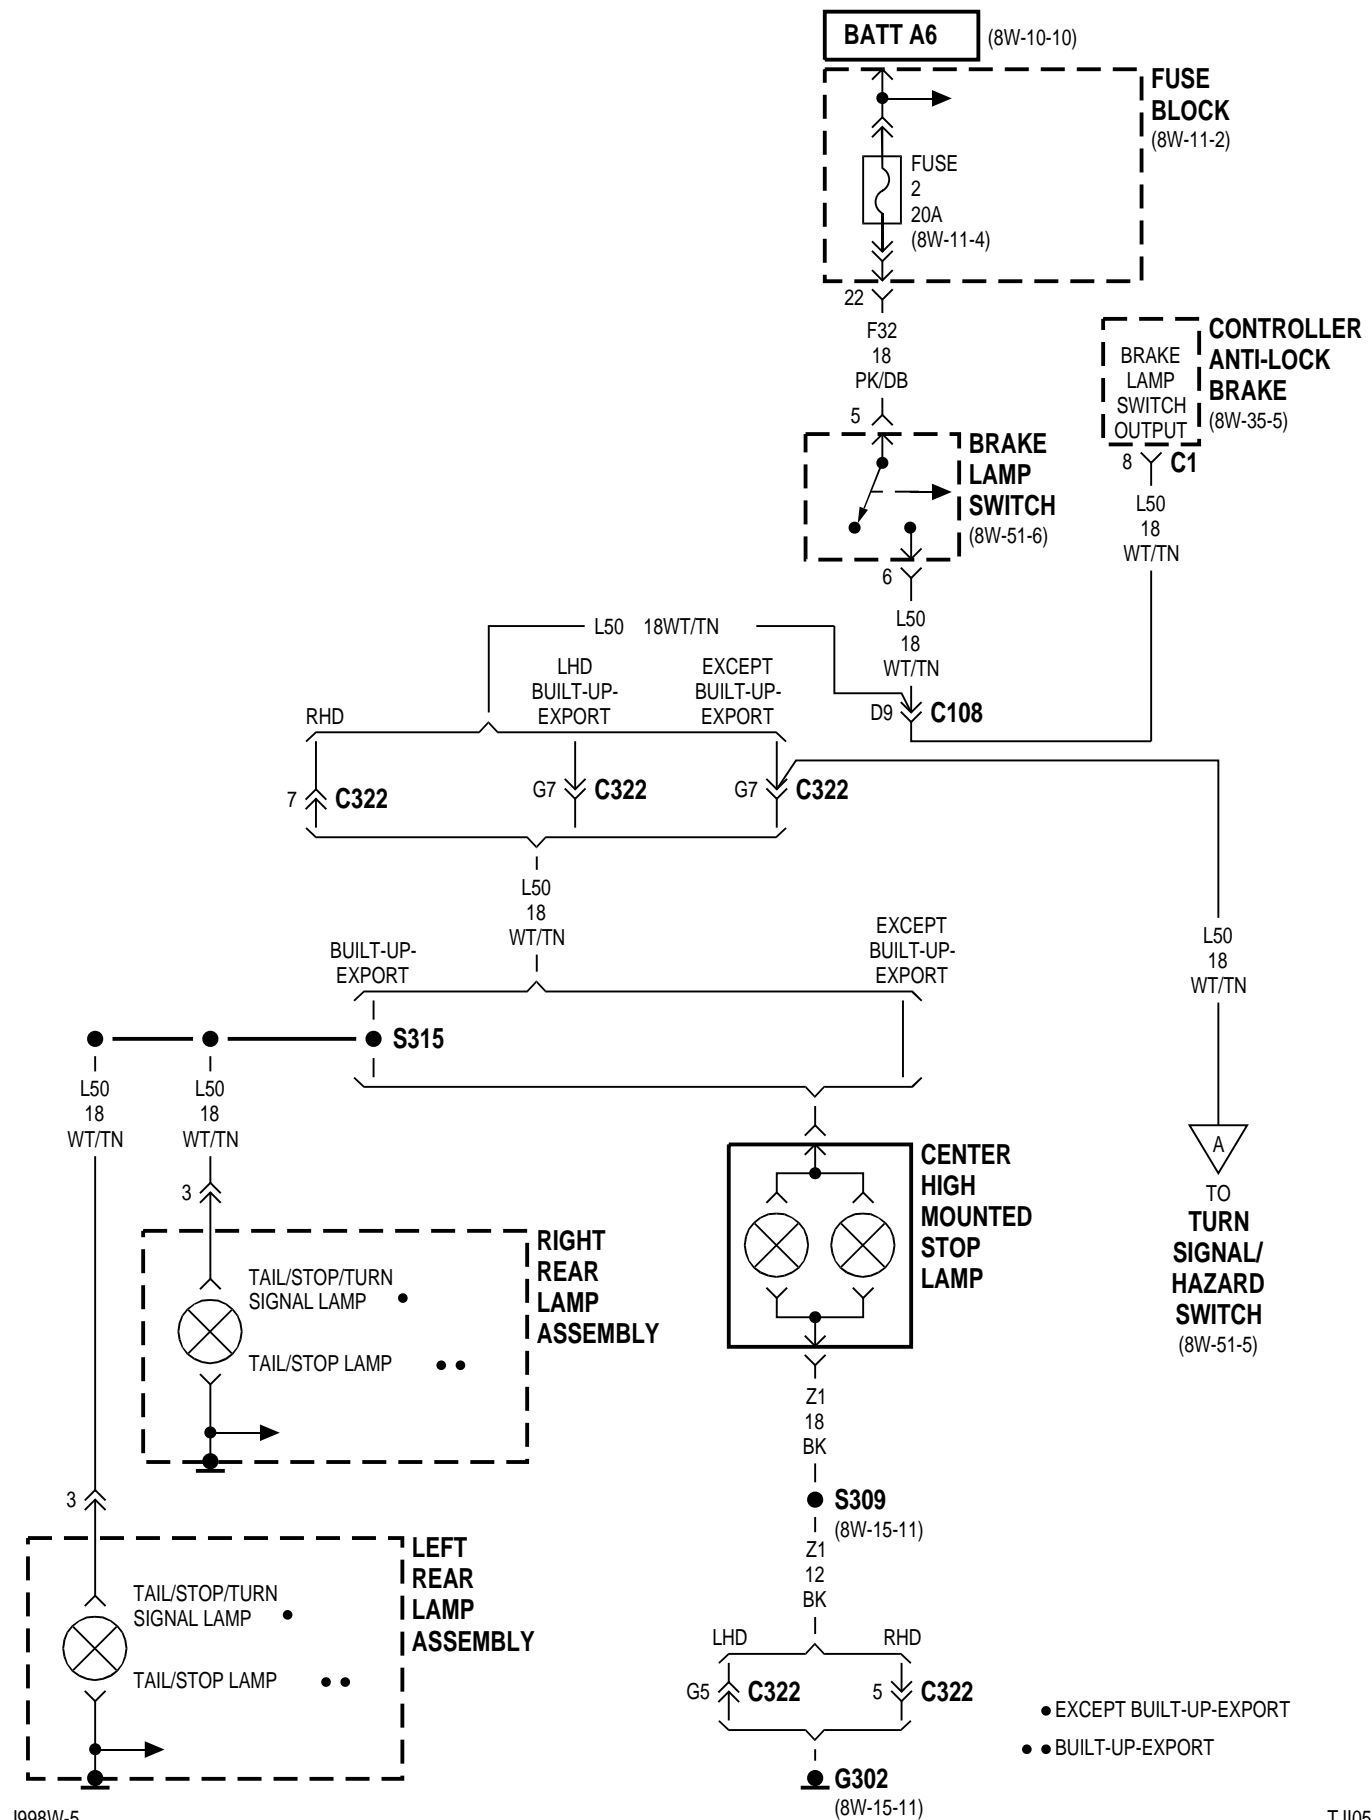 BATT A6
(8W-10-10)
FUSE
BLOCK
(8W-11-2)
FUSE
2
20A
(8W-11-4)
22
F32
18
PK/DB
5
CONTROLLER
ANTI-LOCK
BRAKE
(8W-35-5)
BRAKE
LAMP
SWITCH
OUTPUT
8
C1
L50
18
WT/TN
BRAKE
LAMP
SWITCH
(8W-51-6)
6
L50
18
WT/TN
L50 18WT/TN
D9
C108
RHD
LHD
BUILT-UP-
EXPORT
EXCEPT
BUILT-UP-
EXPORT
7
C322
G7
C322
G7
C322
L50
18
WT/TN
BUILT-UP-
EXPORT
EXCEPT
BUILT-UP-
EXPORT
L50
18
WT/TN
S315
L50
18
WT/TN
L50
18
WT/TN
3
A
TO
TURN
SIGNAL/
HAZARD
SWITCH
(8W-51-5)
CENTER
HIGH
MOUNTED
STOP
LAMP
RIGHT
REAR
LAMP
ASSEMBLY
TAIL/STOP/TURN
SIGNAL LAMP •
TAIL/STOP LAMP • •
Z1
18
BK
3
S309
(8W-15-11)
Z1
12
BK
LEFT
REAR
LAMP
ASSEMBLY
TAIL/STOP/TURN
SIGNAL LAMP •
TAIL/STOP LAMP • •
LHD
RHD
G5
C322
5
C322
• EXCEPT BUILT-UP-EXPORT
• • BUILT-UP-EXPORT
G302
(8W-15-11)